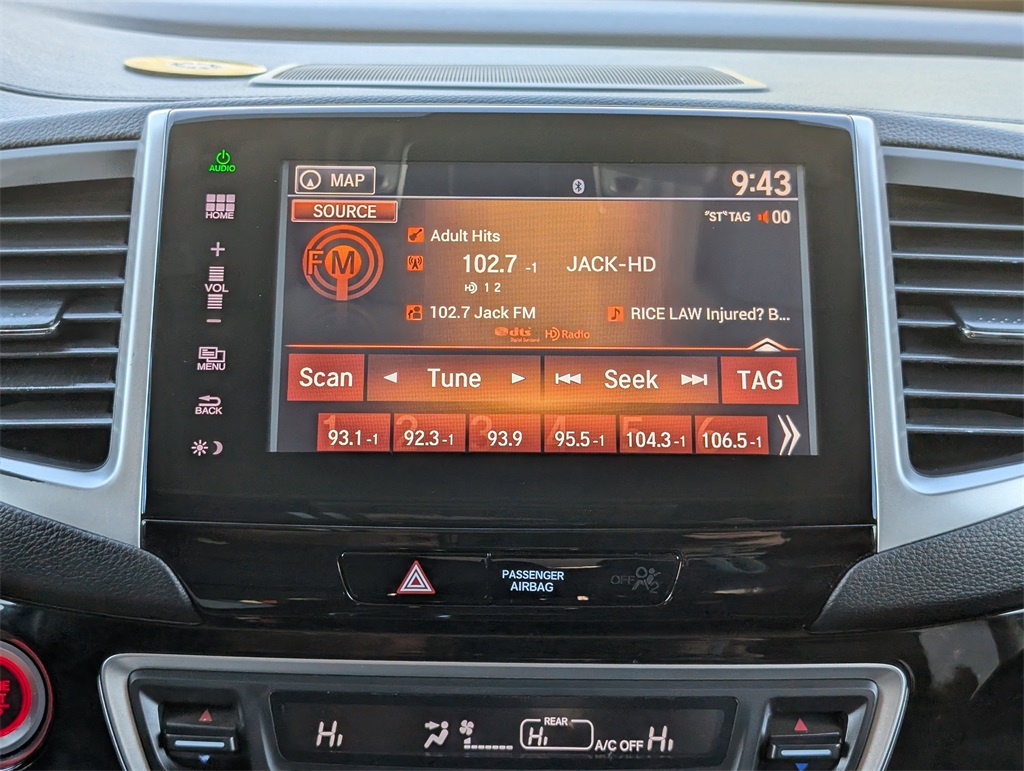 AUDIO
MAP
9:43
HOME
SOURCE
"ST" TAG 00
FM
Adult Hits
102.7 -1 JACK-HD
HD 1 2
+
VOL
−
102.7 Jack FM
RICE LAW Injured? B...
dts HD Radio
MENU
Scan
Tune
Seek
TAG
BACK
1 93.1-1
2 92.3-1
3 93.9
4 95.5-1
5 104.3-1
6 106.5-1
PASSENGER
AIRBAG
OFF
2
Hi
REAR
Hi
A/C OFF
Hi